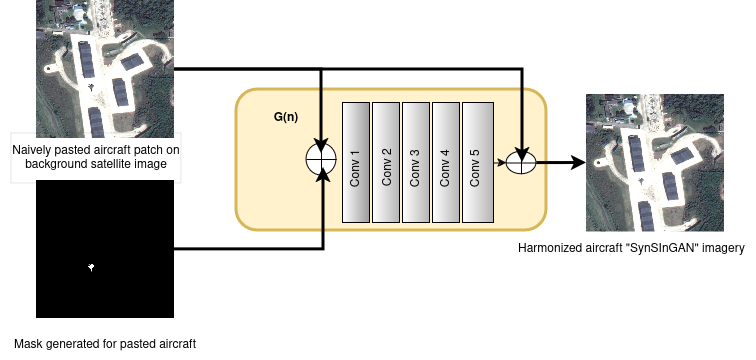 Naively pasted aircraft patch on
background satellite image
G(n)
Conv 1
Conv 2
Conv 3
Conv 4
Conv 5
Harmonized aircraft "SynSInGAN" imagery
Mask generated for pasted aircraft